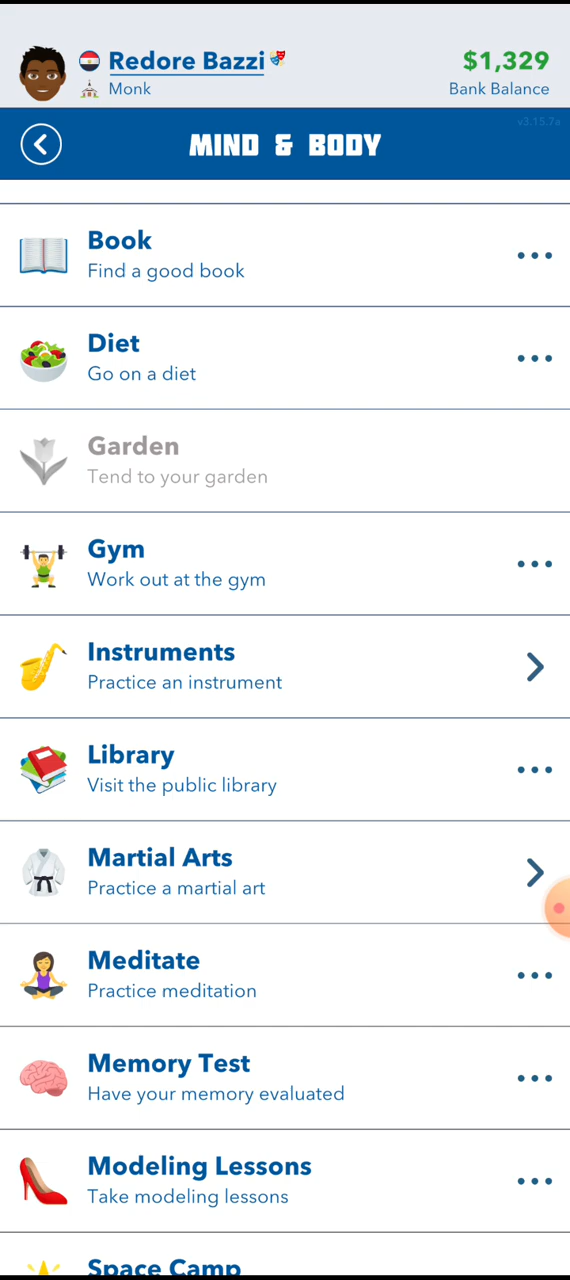 Redore Bazzi
$1,329
Monk
Bank Balance
v3.15.7a
MIND & BODY
Book
Find a good book
Diet
Go on a diet
Garden
Tend to your garden
Gym
Work out at the gym
Instruments
Practice an instrument
Library
Visit the public library
Martial Arts
Practice a martial art
Meditate
Practice meditation
Memory Test
Have your memory evaluated
Modeling Lessons
Take modeling lessons
Space Camp